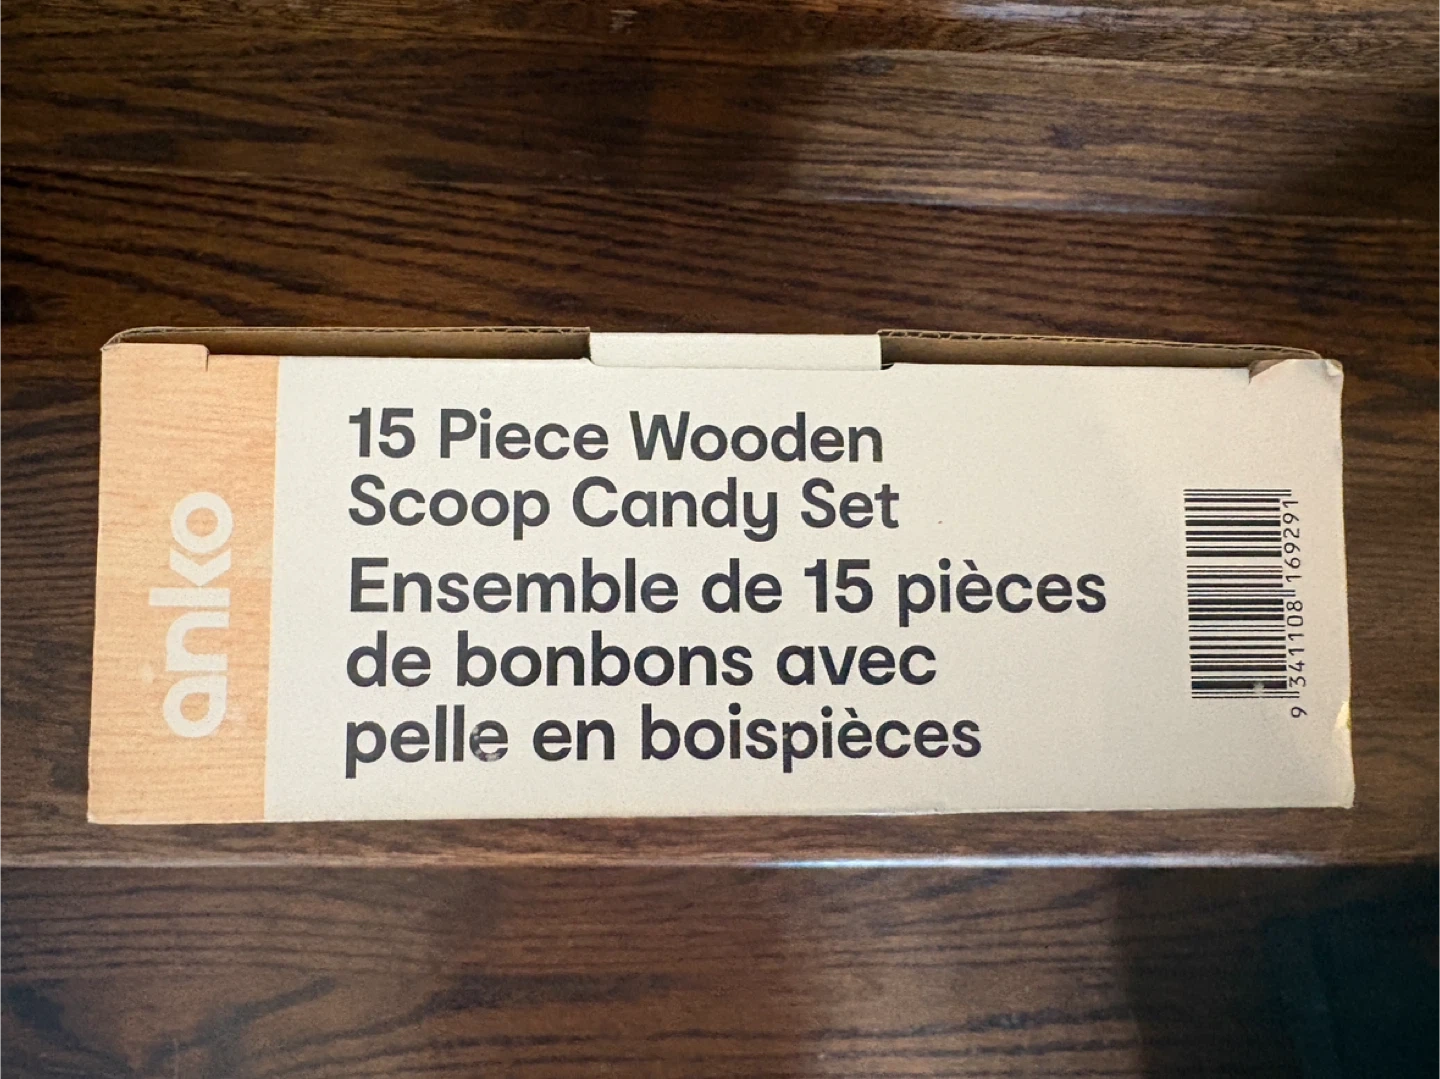 anko
15 Piece Wooden
Scoop Candy Set
Ensemble de 15 pièces
de bonbons avec
pelle en boispièces
9 341108 169291